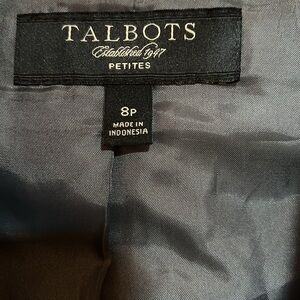 TALBOTS
Established 1947
PETITES
8P
MADE IN
INDONESIA